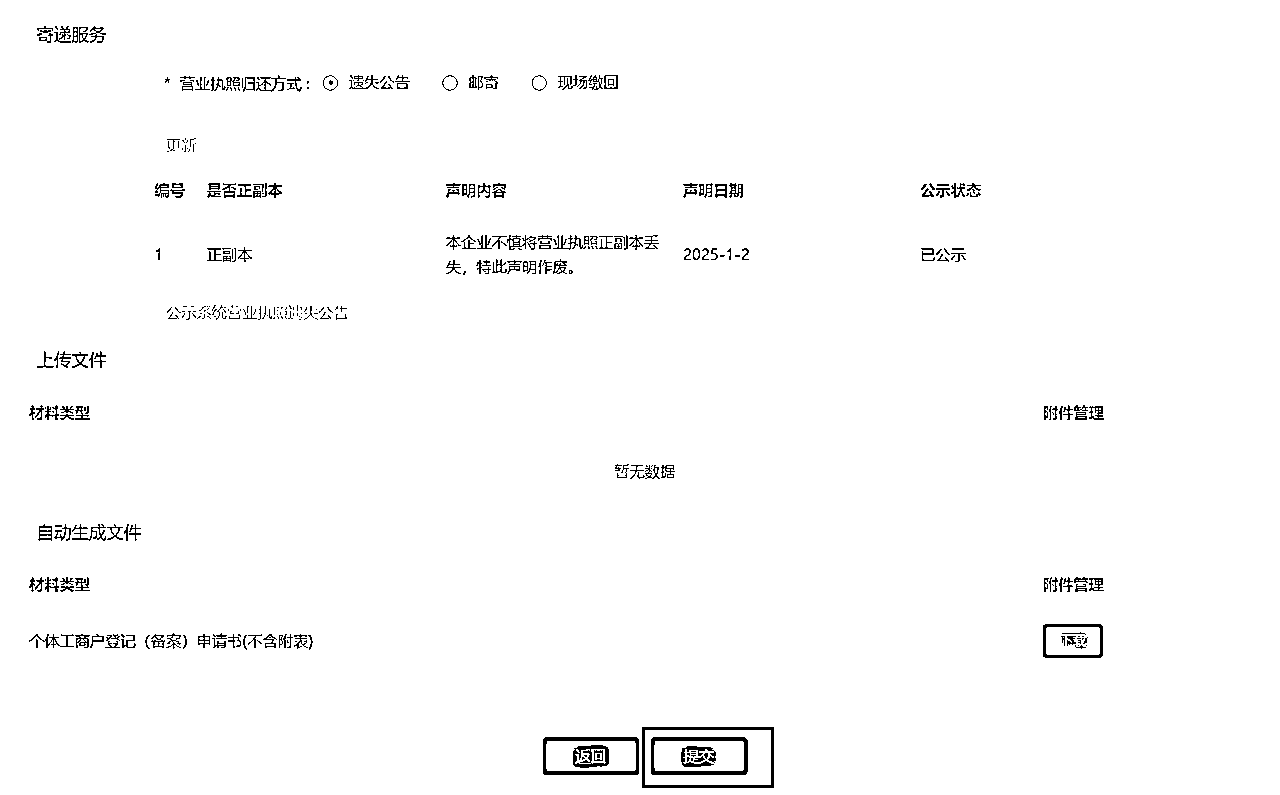 寄递服务
* 营业执照归还方式： 遗失公告 邮寄 现场缴回
更新
编号 是否正副本 声明内容 声明日期 公示状态
1 正副本 本企业不慎将营业执照正副本丢 2025-1-2 已公示
失，特此声明作废。
公示系统营业执照遗失公告
上传文件
材料类型 附件管理
暂无数据
自动生成文件
材料类型 附件管理
个体工商户登记（备案）申请书(不含附表) 下载
返回 提交